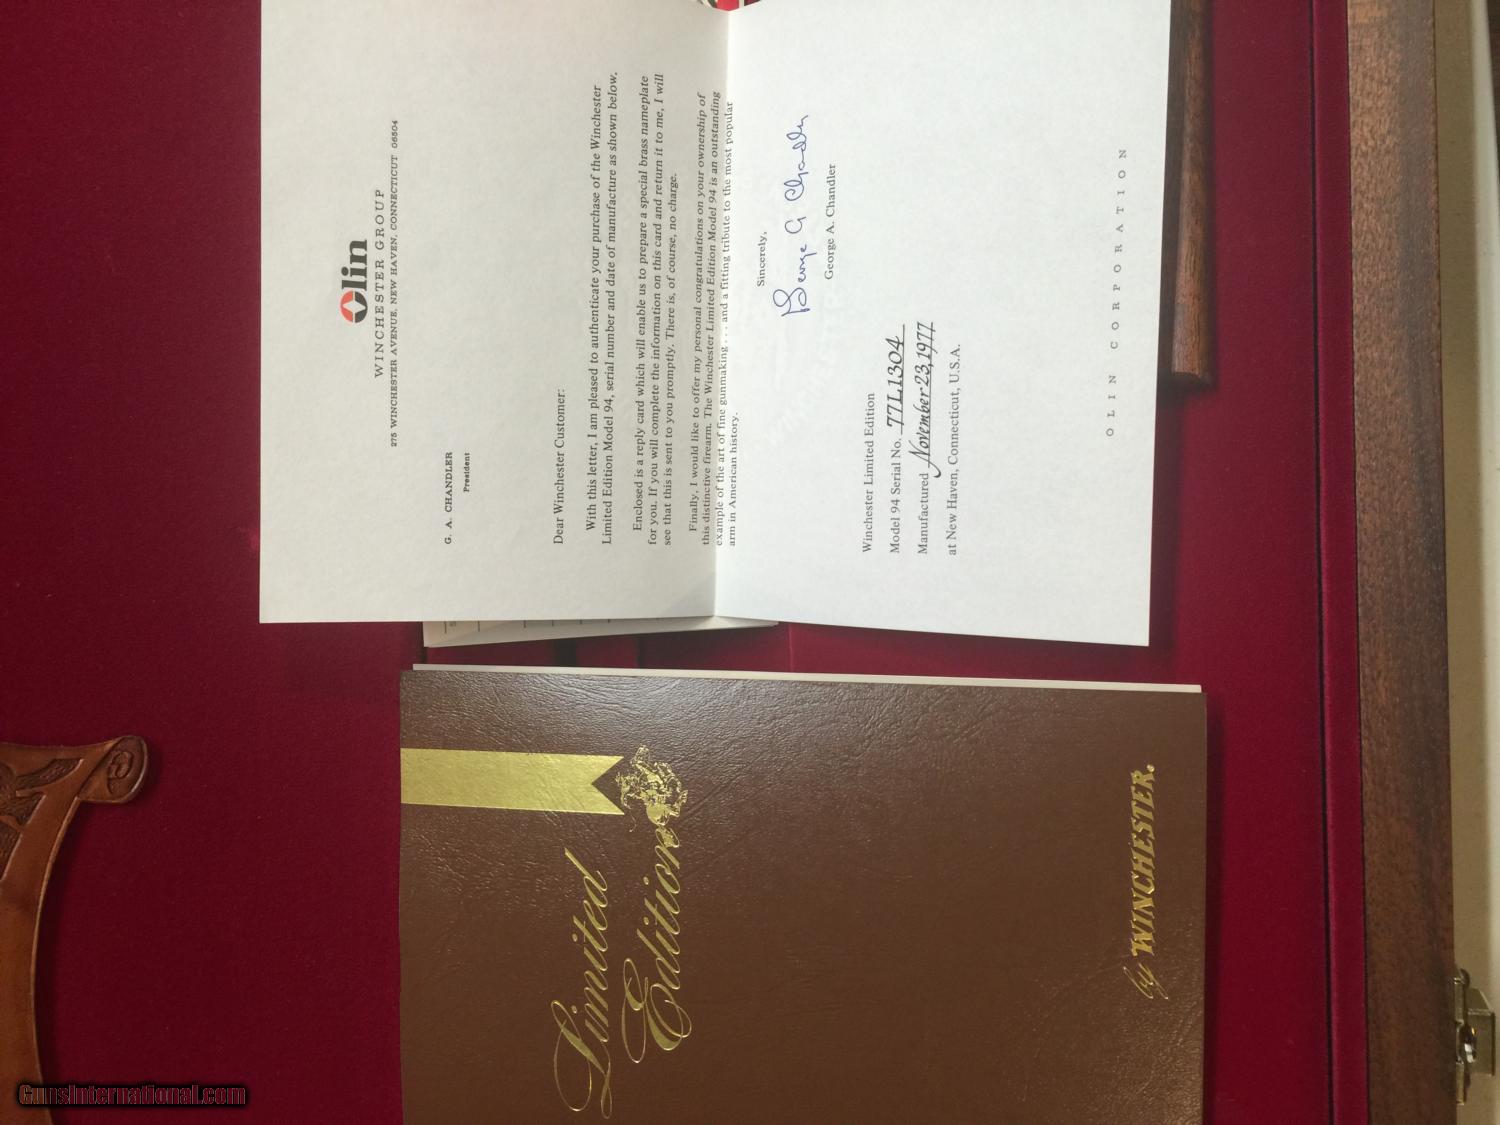 Olin
WINCHESTER GROUP
275 WINCHESTER AVENUE, NEW HAVEN, CONNECTICUT 06504
G. A. CHANDLER
President
Dear Winchester Customer:
With this letter, I am pleased to authenticate your purchase of the Winchester
Limited Edition Model 94, serial number and date of manufacture as shown below.
Enclosed is a reply card which will enable us to prepare a special brass nameplate
for you. If you will complete the information on this card and return it to me, I will
see that this is sent to you promptly. There is, of course, no charge.
Finally, I would like to offer my personal congratulations on your ownership of
this distinctive firearm. The Winchester Limited Edition Model 94 is an outstanding
example of the art of fine gunmaking . . . and a fitting tribute to the most popular
arm in American history.
Sincerely,
George A Chandler
George A. Chandler
Winchester Limited Edition
Model 94 Serial No. 77L1304
Manufactured November 23, 1977
at New Haven, Connecticut, U.S.A.
OLIN CORPORATION
Limited
Edition
by WINCHESTER.
GunsInternational.com